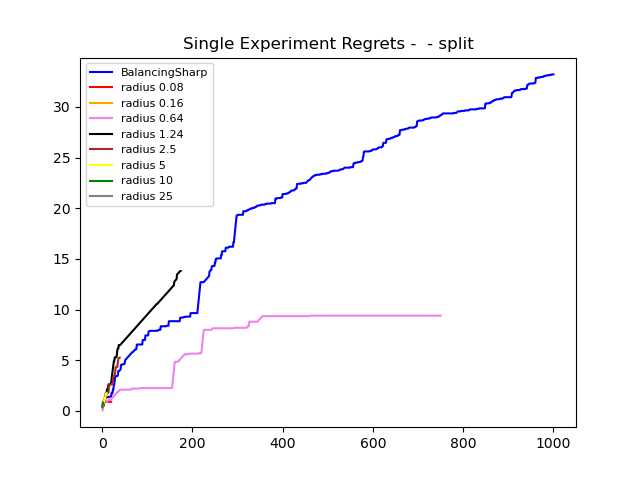 Single Experiment Regrets -  - split
BalancingSharp
radius 0.08
radius 0.16
radius 0.64
radius 1.24
radius 2.5
radius 5
radius 10
radius 25
30
25
20
15
10
5
0
0 200 400 600 800 1000